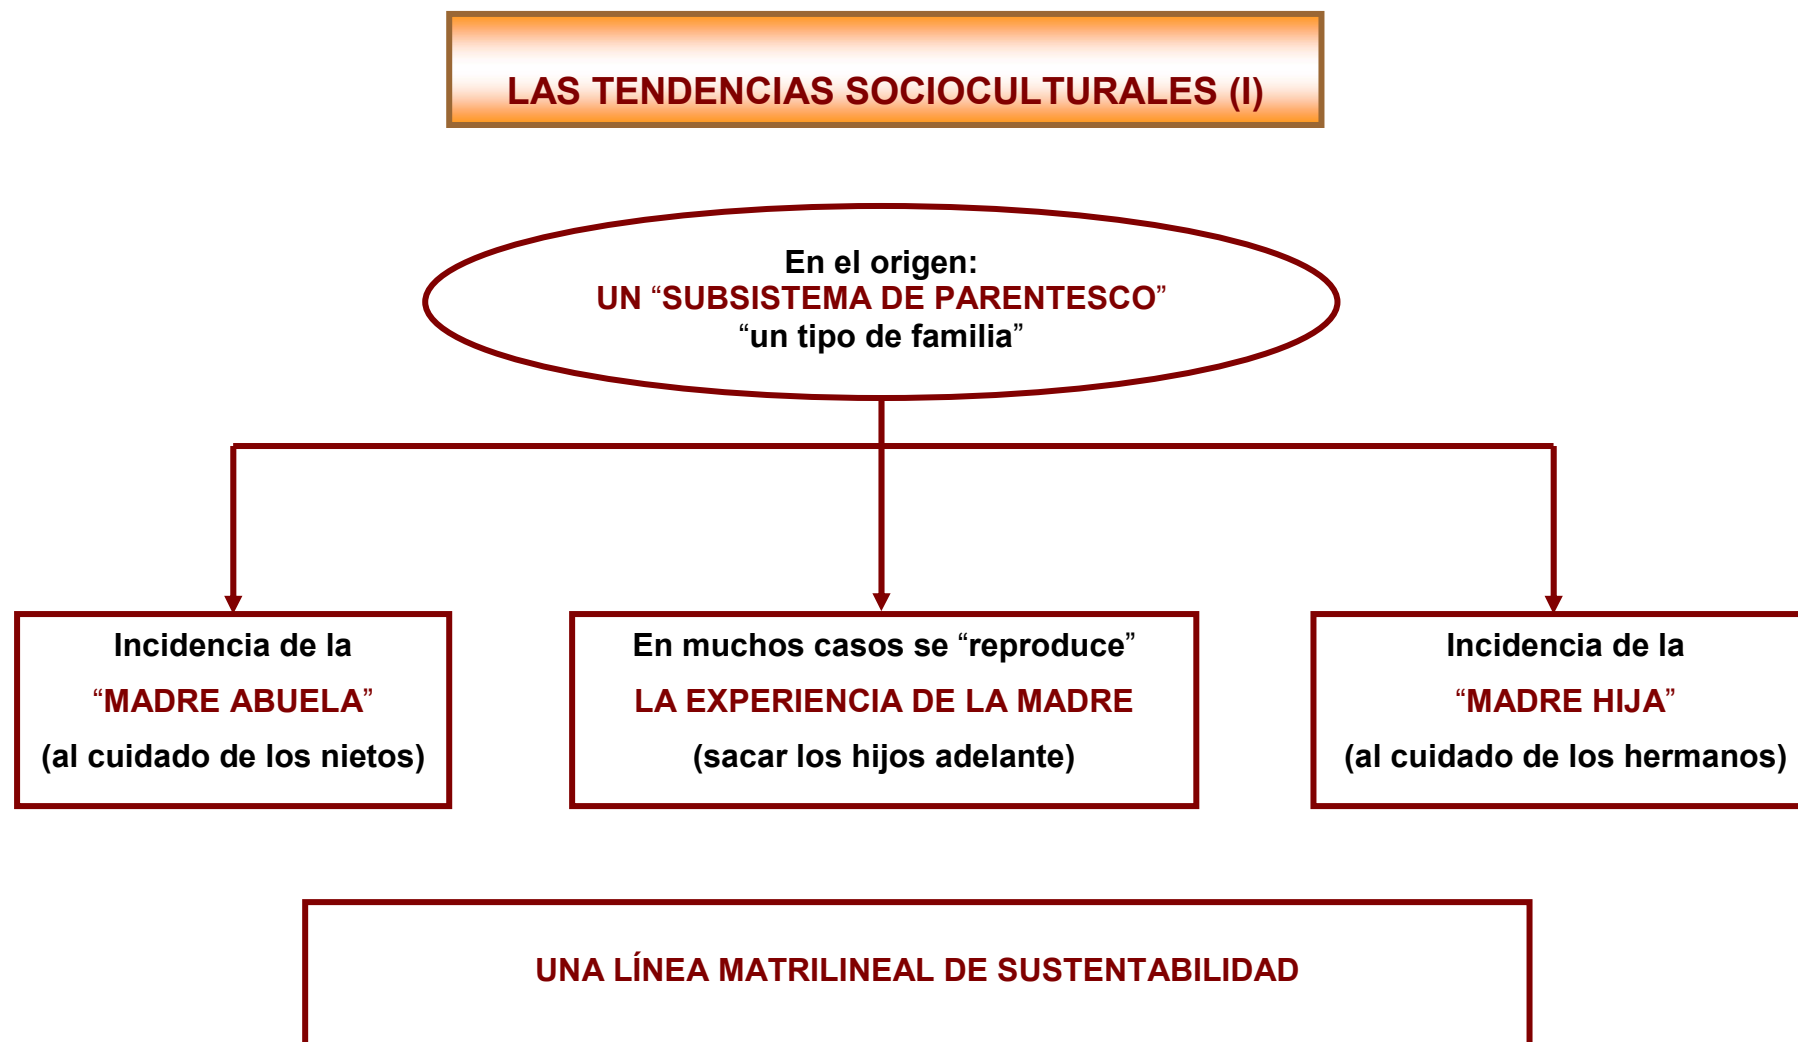 LAS TENDENCIAS SOCIOCULTURALES (I)
En el origen:
UN “SUBSISTEMA DE PARENTESCO”
“un tipo de familia”
Incidencia de la
“MADRE ABUELA”
(al cuidado de los nietos)
En muchos casos se “reproduce”
LA EXPERIENCIA DE LA MADRE
(sacar los hijos adelante)
Incidencia de la
“MADRE HIJA”
(al cuidado de los hermanos)
UNA LÍNEA MATRILINEAL DE SUSTENTABILIDAD